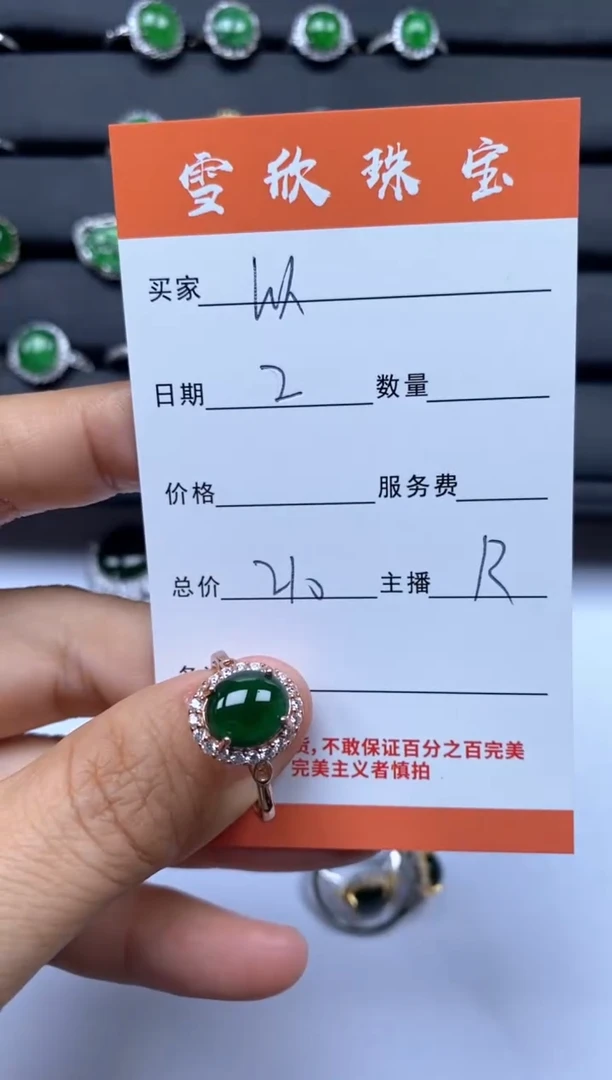 雪欣珠宝
买家
日期 2 数量
价格 服务费
总价 主播 R
,不敢保证百分之百完美
完美主义者慎拍